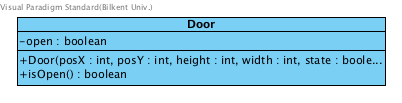 Visual Paradigm Standard(Bilkent Univ.)
Door
-open : boolean
+Door(posX : int, posY : int, height : int, width : int, state : boole...
+isOpen() : boolean